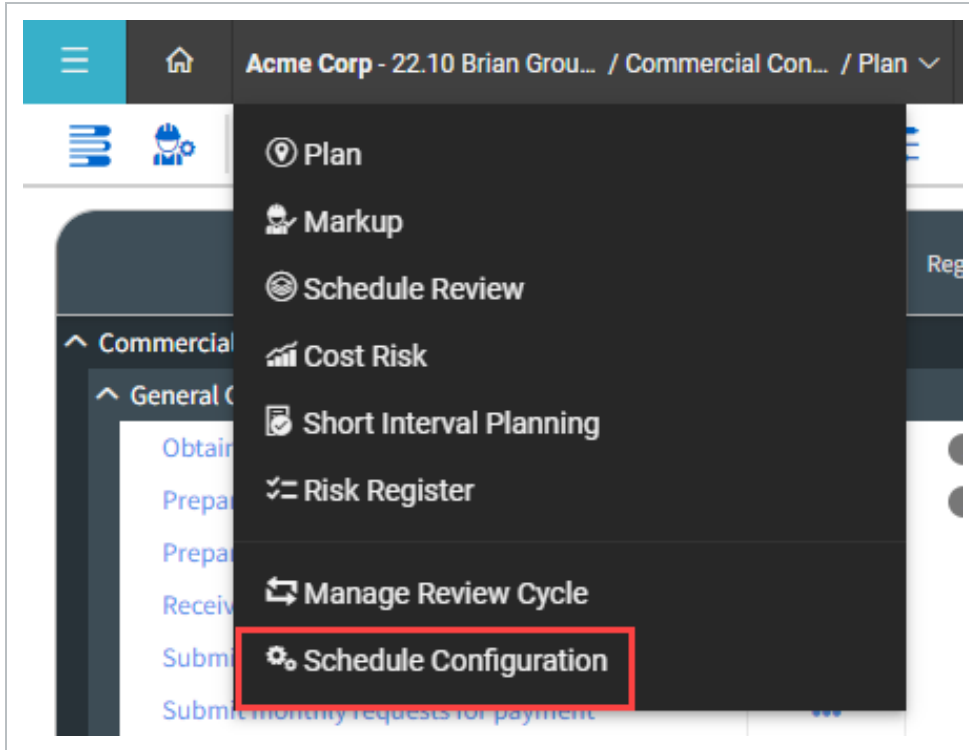 Acme Corp - 22.10 Brian Grou... / Commercial Con... / Plan
Plan
Markup
Schedule Review
Reg
Commercial
Cost Risk
General C
Short Interval Planning
Obtain
Risk Register
Prepar
Prepar
Manage Review Cycle
Receiv
Schedule Configuration
Submi
Submit monthly requests for payment